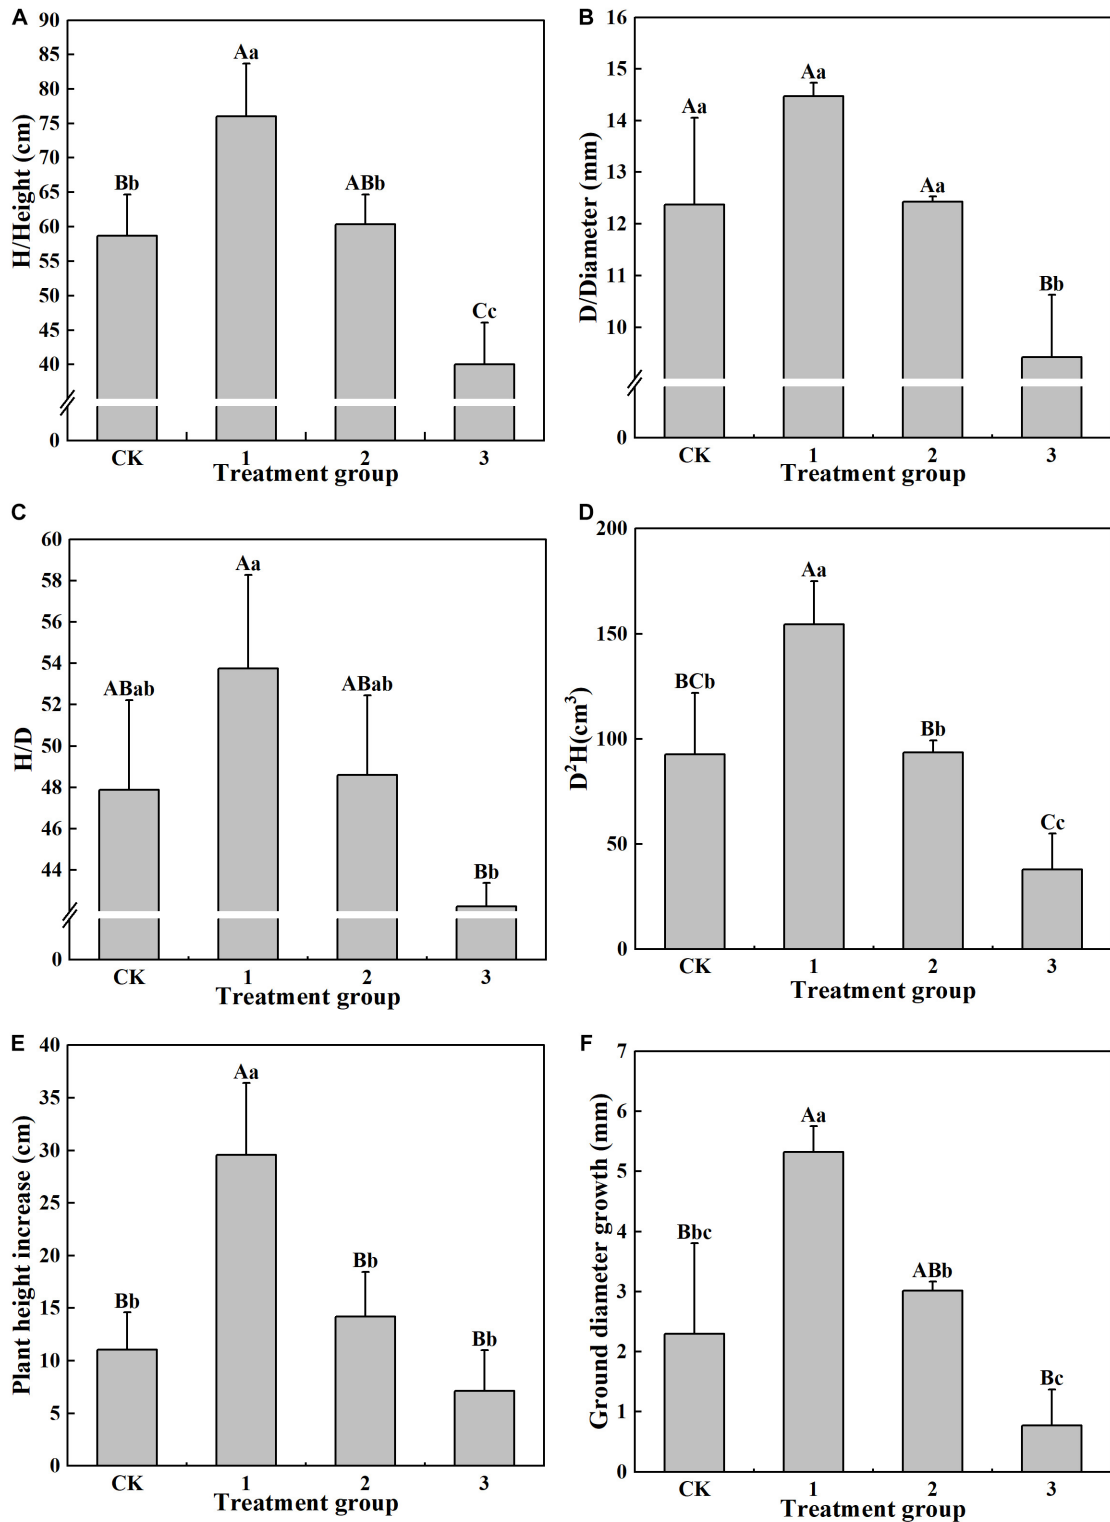 A
H/Height (cm)
90
85
80
75
70
65
60
55
50
45
40
0
Bb
Aa
ABb
Cc
CK 1 2 3
Treatment group
B
D/Diameter (mm)
16
15
14
13
12
11
10
0
Aa
Aa
Aa
Bb
CK 1 2 3
Treatment group
C
H/D
60
58
56
54
52
50
48
46
44
0
ABab
Aa
ABab
Bb
CK 1 2 3
Treatment group
D
D²H(cm³)
200
150
100
50
0
BCb
Aa
Bb
Cc
CK 1 2 3
Treatment group
E
Plant height increase (cm)
40
35
30
25
20
15
10
5
0
Bb
Aa
Bb
Bb
CK 1 2 3
Treatment group
F
Ground diameter growth (mm)
7
6
5
4
3
2
1
0
Bbc
Aa
ABb
Bc
CK 1 2 3
Treatment group